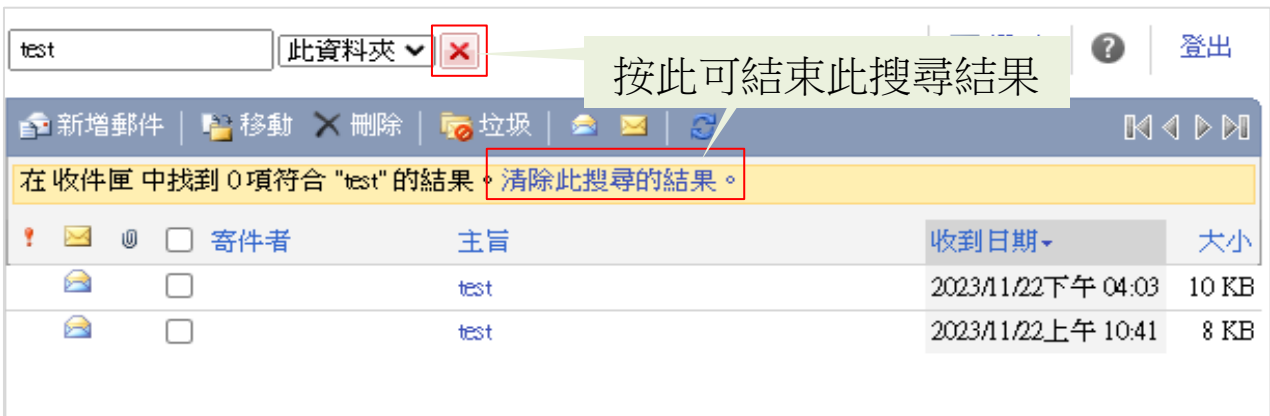 test 此資料夾 登出
按此可結束此搜尋結果
新增郵件 | 移動 刪除 | 垃圾 |
在 收件匣 中找到 0 項符合 "test" 的結果。清除此搜尋的結果。
寄件者 主旨 收到日期 大小
test 2023/11/22下午 04:03 10 KB
test 2023/11/22上午 10:41 8 KB